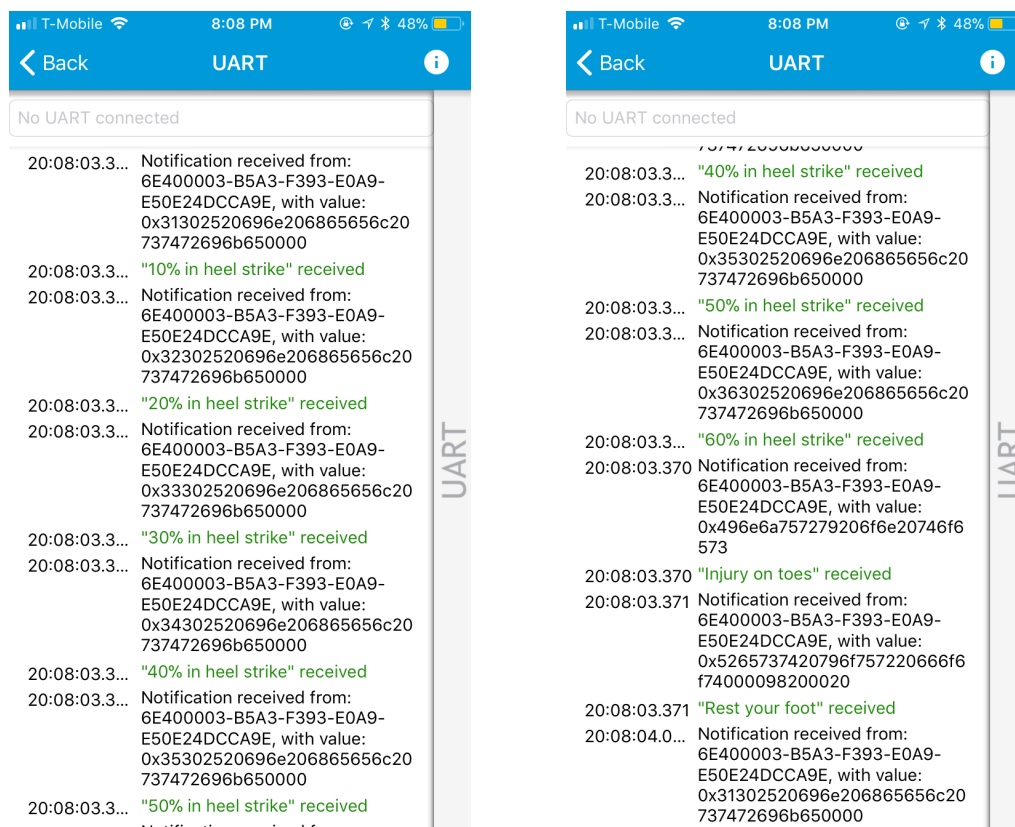 T-Mobile 8:08 PM 48%
Back UART
No UART connected
20:08:03.3... Notification received from:
6E400003-B5A3-F393-E0A9-
E50E24DCCA9E, with value:
0x31302520696e206865656c20
737472696b650000
20:08:03.3... "10% in heel strike" received
20:08:03.3... Notification received from:
6E400003-B5A3-F393-E0A9-
E50E24DCCA9E, with value:
0x32302520696e206865656c20
737472696b650000
20:08:03.3... "20% in heel strike" received
20:08:03.3... Notification received from:
6E400003-B5A3-F393-E0A9-
E50E24DCCA9E, with value:
0x33302520696e206865656c20
737472696b650000
20:08:03.3... "30% in heel strike" received
20:08:03.3... Notification received from:
6E400003-B5A3-F393-E0A9-
E50E24DCCA9E, with value:
0x34302520696e206865656c20
737472696b650000
20:08:03.3... "40% in heel strike" received
20:08:03.3... Notification received from:
6E400003-B5A3-F393-E0A9-
E50E24DCCA9E, with value:
0x35302520696e206865656c20
737472696b650000
20:08:03.3... "50% in heel strike" received
UART
T-Mobile 8:08 PM 48%
Back UART
No UART connected
20:08:03.3... "40% in heel strike" received
20:08:03.3... Notification received from:
6E400003-B5A3-F393-E0A9-
E50E24DCCA9E, with value:
0x35302520696e206865656c20
737472696b650000
20:08:03.3... "50% in heel strike" received
20:08:03.3... Notification received from:
6E400003-B5A3-F393-E0A9-
E50E24DCCA9E, with value:
0x36302520696e206865656c20
737472696b650000
20:08:03.3... "60% in heel strike" received
20:08:03.370 Notification received from:
6E400003-B5A3-F393-E0A9-
E50E24DCCA9E, with value:
0x496e6a757279206f6e20746f6
573
20:08:03.370 "Injury on toes" received
20:08:03.371 Notification received from:
6E400003-B5A3-F393-E0A9-
E50E24DCCA9E, with value:
0x5265737420796f757220666f6
f74000098200020
20:08:03.371 "Rest your foot" received
20:08:04.0... Notification received from:
6E400003-B5A3-F393-E0A9-
E50E24DCCA9E, with value:
0x31302520696e206865656c20
737472696b650000
UART